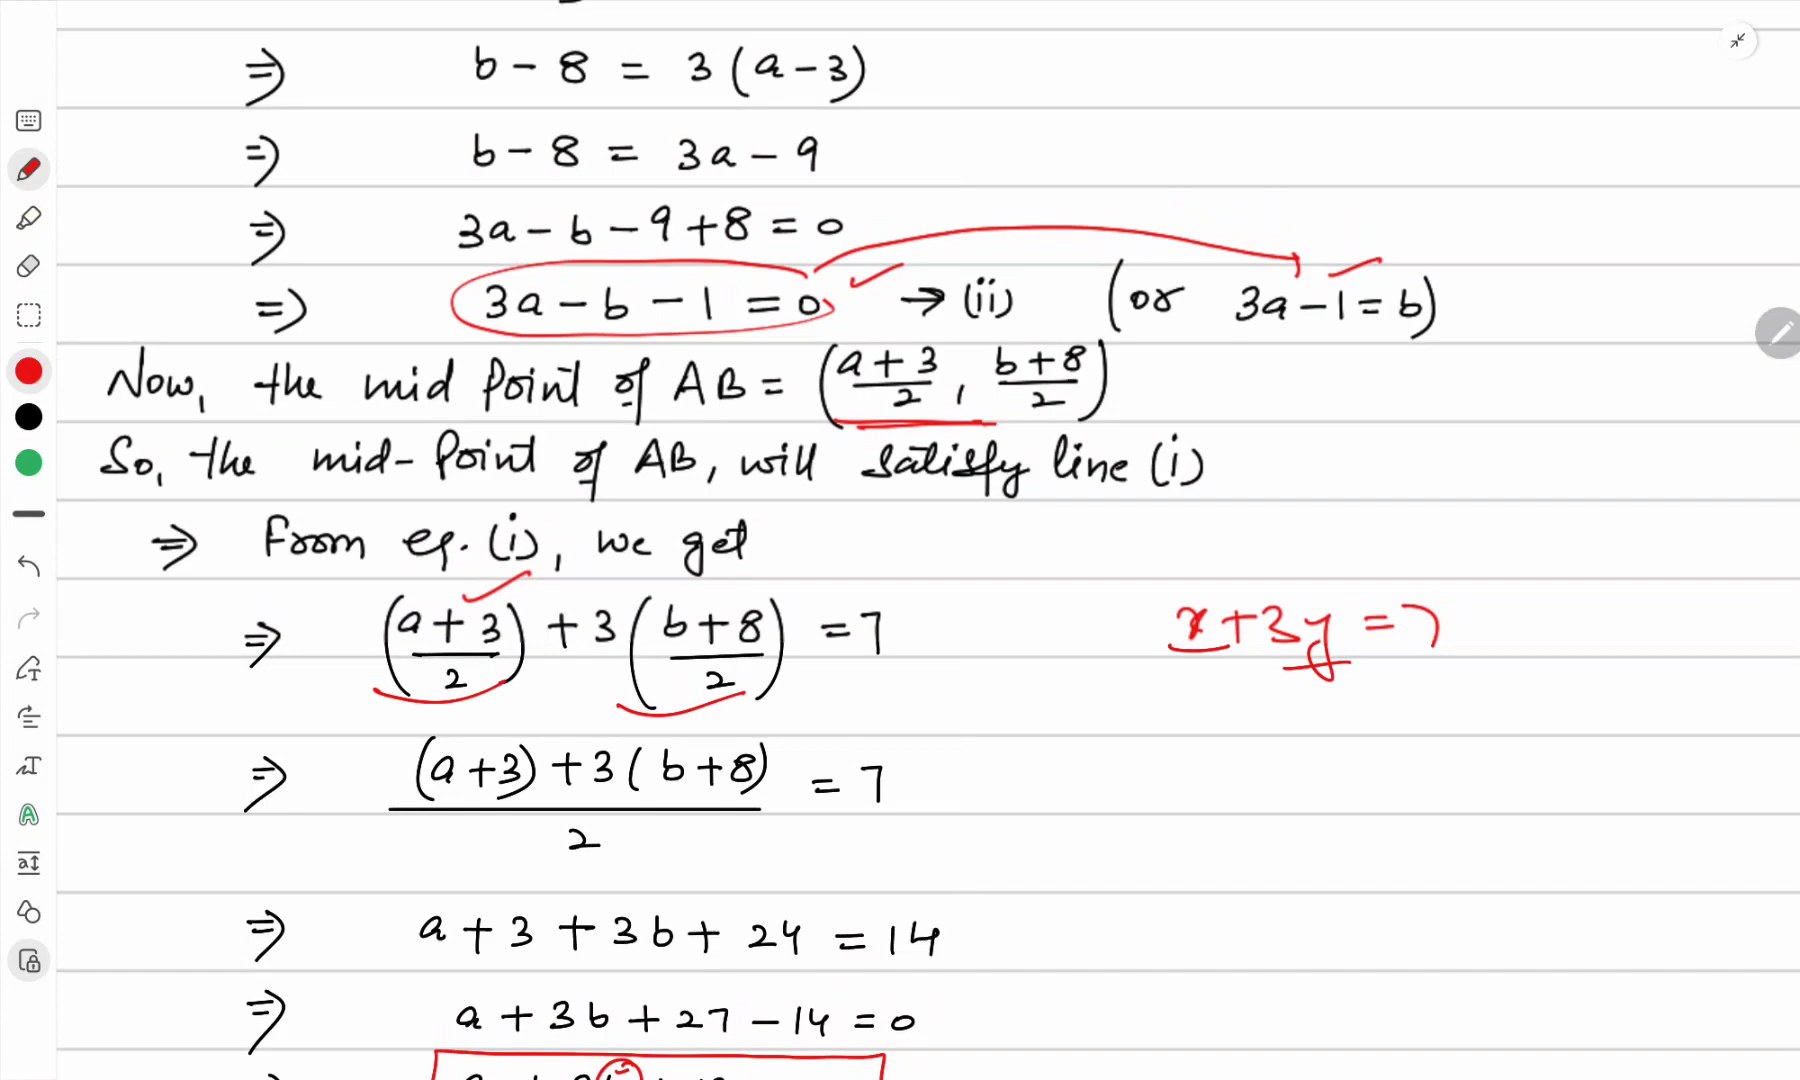 ⇒ b - 8 = 3(a-3)
⇒ b - 8 = 3a - 9
⇒ 3a - b - 9 + 8 = 0
⇒ 3a - b - 1 = 0 → (ii) (or 3a - 1 = b)
Now, the mid point of AB = (a+3/2, b+8/2)
So, the mid-point of AB, will satisfy line (i)
⇒ From eq. (i), we get
⇒ (a+3/2) + 3(b+8/2) = 7 x+3y=7
⇒ (a+3)+3(b+8)/2 = 7
⇒ a + 3 + 3b + 24 = 14
⇒ a + 3b + 27 - 14 = 0